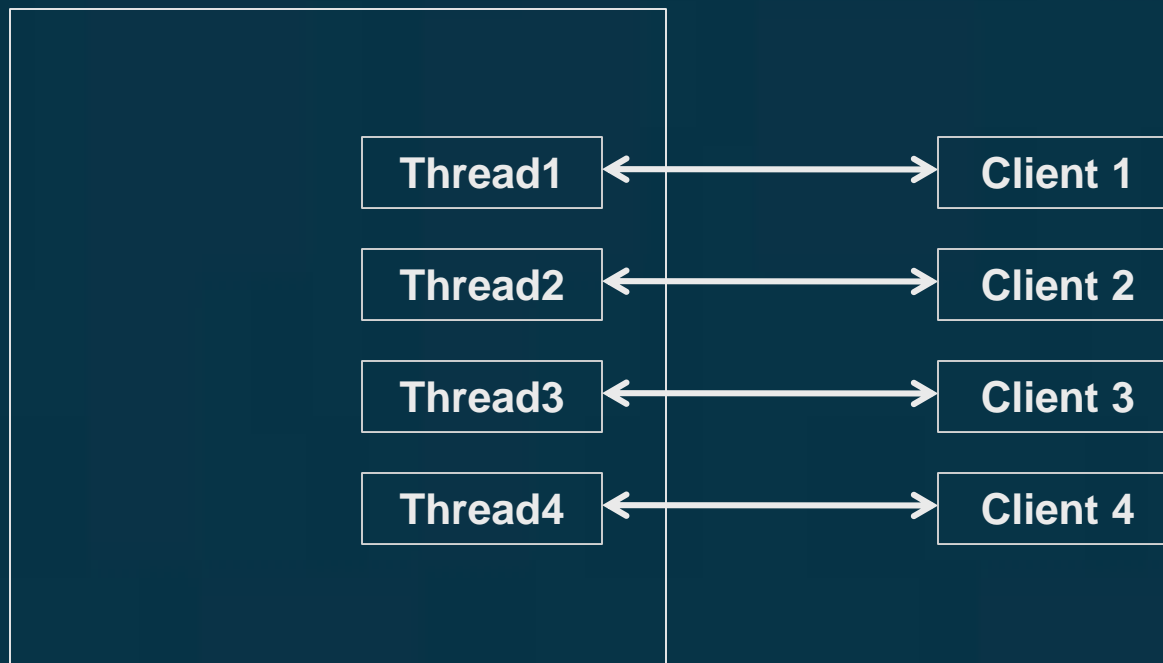 Thread1 Client 1
Thread2 Client 2
Thread3 Client 3
Thread4 Client 4